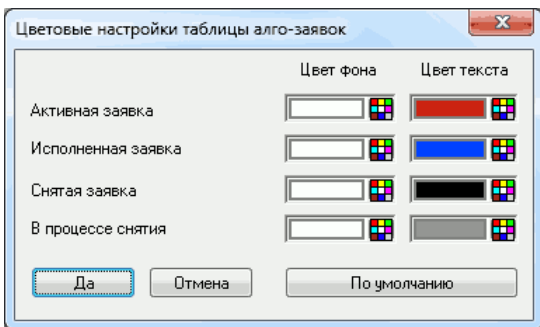 Цветовые настройки таблицы алго-заявок
Цвет фона Цвет текста
Активная заявка
Исполненная заявка
Снятая заявка
В процессе снятия
Да Отмена По умолчанию